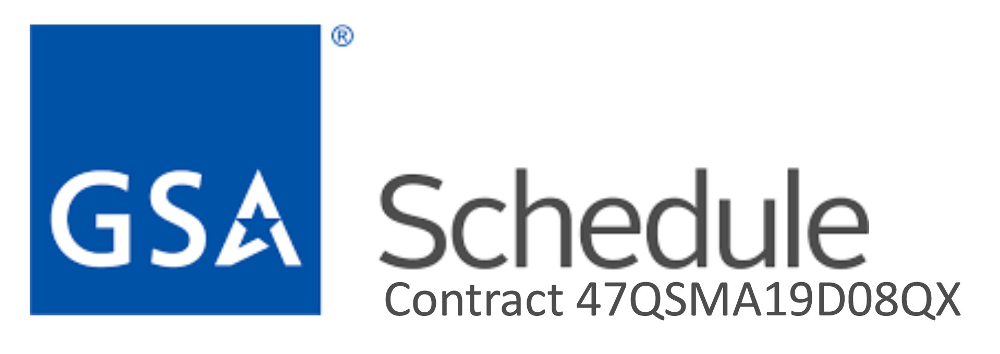 GSA®
Schedule
Contract 47QSMA19D08QX